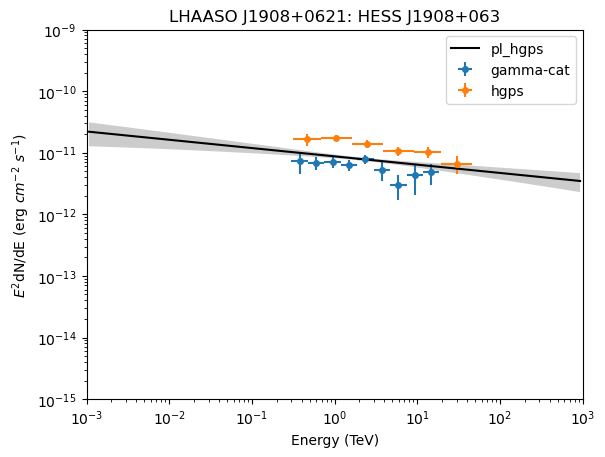 LHAASO J1908+0621: HESS J1908+063
pl_hgps
gamma-cat
hgps
E²dN/dE (erg cm⁻² s⁻¹)
10⁻⁹
10⁻¹⁰
10⁻¹¹
10⁻¹²
10⁻¹³
10⁻¹⁴
10⁻¹⁵
10⁻³ 10⁻² 10⁻¹ 10⁰ 10¹ 10² 10³
Energy (TeV)